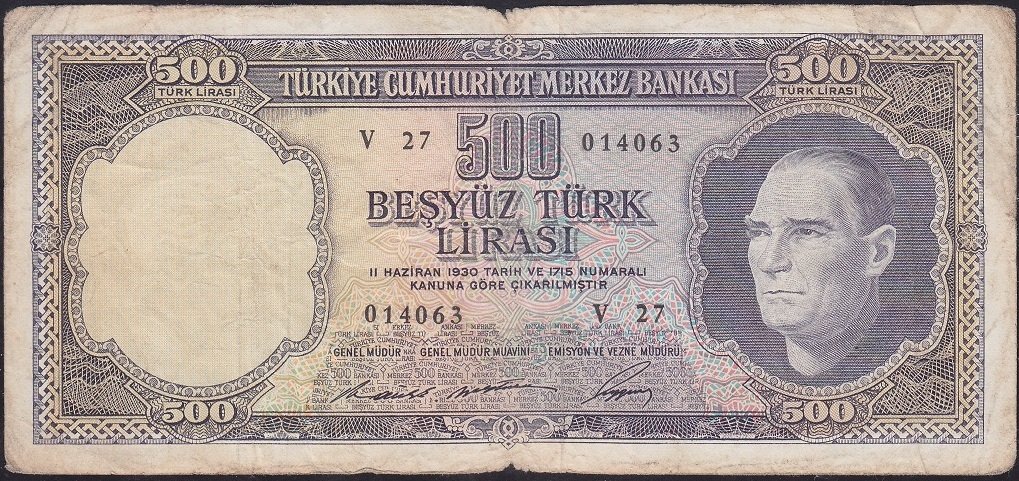 500
TÜRK LİRASI
TÜRKİYE CUMHURİYET MERKEZ BANKASI
500
TÜRK LİRASI
V 27
500
014063
BEŞYÜZ TÜRK
LİRASI
11 HAZİRAN 1930 TARİH VE 1715 NUMARALI
KANUNA GÖRE ÇIKARILMIŞTIR
014063
V 27
GENEL MÜDÜR
GENEL MÜDÜR MUAVİNİ
EMİSYON VE VEZNE MÜDÜRÜ
500
500